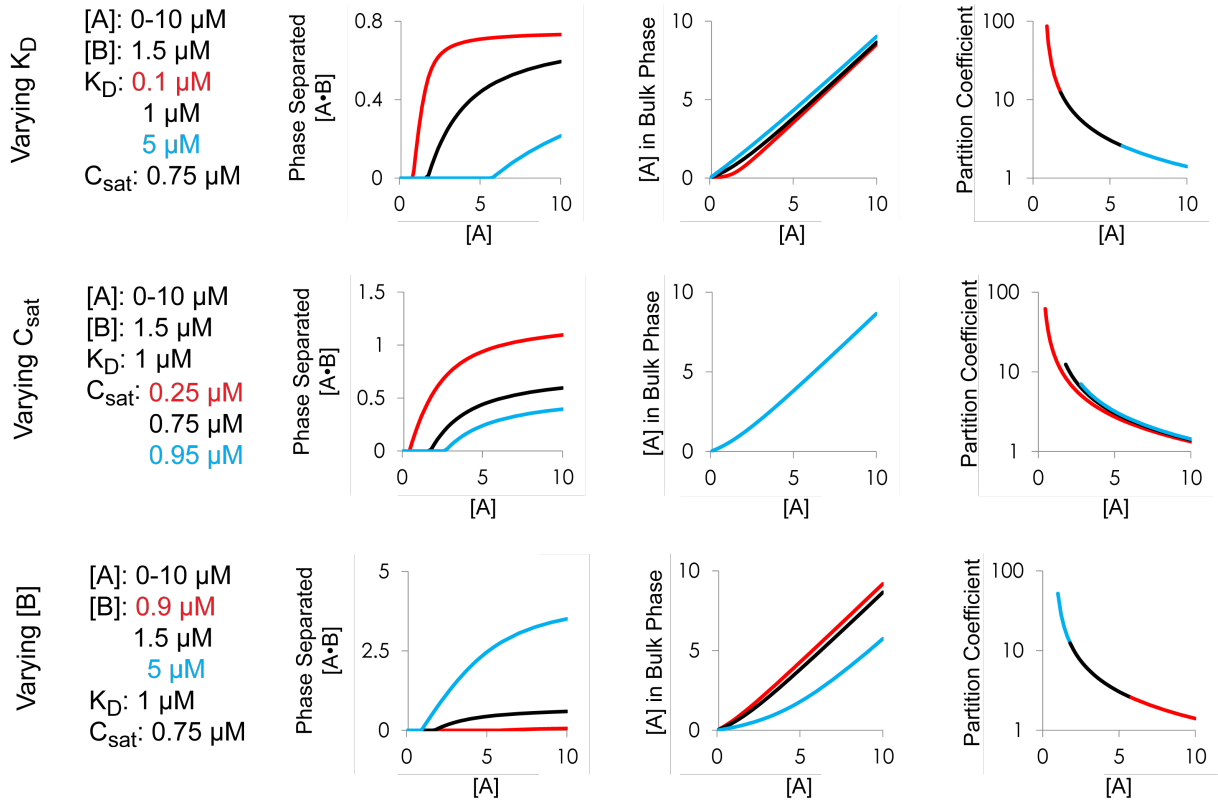 Varying K_D
[A]: 0-10 µM
[B]: 1.5 µM
K_D: 0.1 µM
1 µM
5 µM
C_sat: 0.75 µM
Phase Separated
[A•B]
0.8
0.4
0
0 5 10
[A]
[A] in Bulk Phase
10
5
0
0 5 10
[A]
Partition Coefficient
100
10
1
0 5 10
[A]
Varying C_sat
[A]: 0-10 µM
[B]: 1.5 µM
K_D: 1 µM
C_sat: 0.25 µM
0.75 µM
0.95 µM
Phase Separated
[A•B]
1.5
1
0.5
0
0 5 10
[A]
[A] in Bulk Phase
10
5
0
0 5 10
[A]
Partition Coefficient
100
10
1
0 5 10
[A]
Varying [B]
[A]: 0-10 µM
[B]: 0.9 µM
1.5 µM
5 µM
K_D: 1 µM
C_sat: 0.75 µM
Phase Separated
[A•B]
5
2.5
0
0 5 10
[A]
[A] in Bulk Phase
10
5
0
0 5 10
[A]
Partition Coefficient
100
10
1
0 5 10
[A]